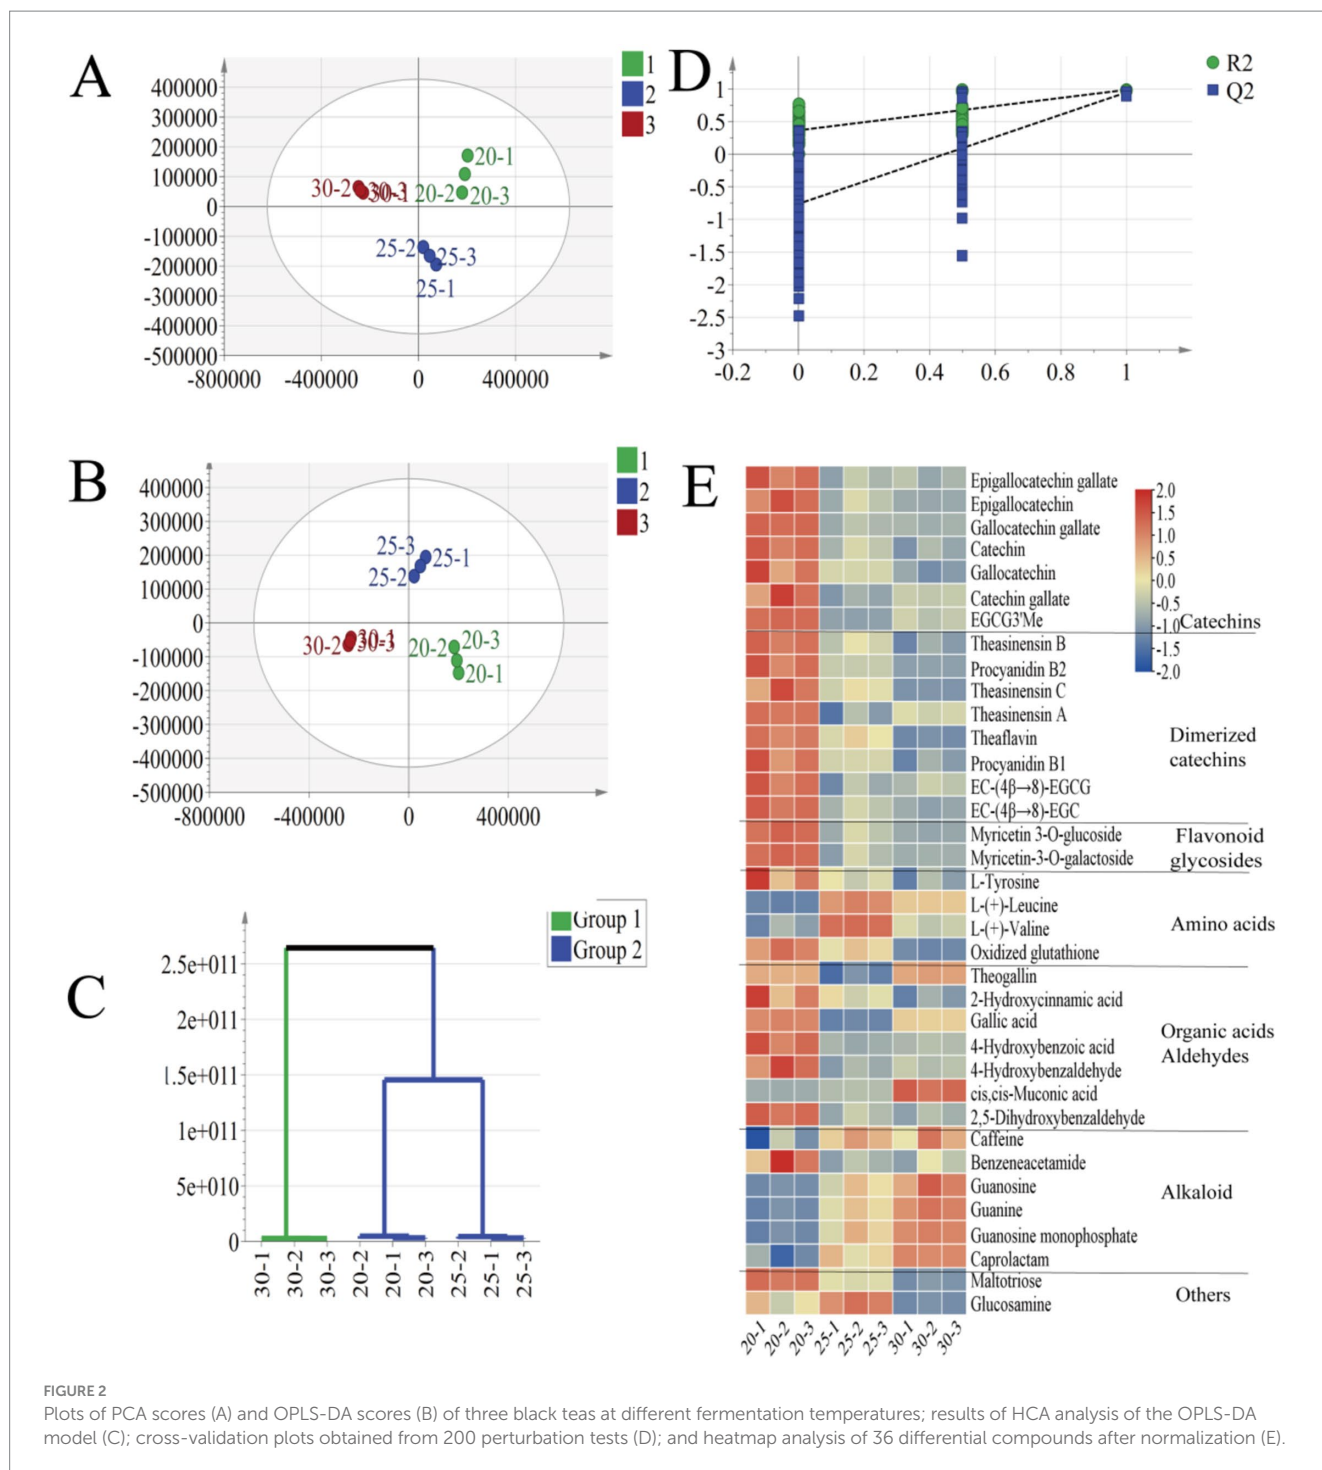 A
400000
300000
200000
100000
0
-100000
-200000
-300000
-400000
-500000
-800000 -400000 0 400000
20-1
20-2 20-3
30-2 30-3
30-1
25-2
25-3
25-1
1
2
3
D
1
0.5
0
-0.5
-1
-1.5
-2
-2.5
-3
-0.2 0 0.2 0.4 0.6 0.8 1
R2
Q2
B
400000
300000
200000
100000
0
-100000
-200000
-300000
-400000
-500000
-800000 -400000 0 400000
25-3
25-1
25-2
30-1
30-2 30-3
20-3
20-2
20-1
1
2
3
C
2.5e+011
2e+011
1.5e+011
1e+011
5e+010
0
30-1 30-2 30-3 20-2 20-1 20-3 25-2 25-1 25-3
Group 1
Group 2
E
Epigallocatechin gallate
Epigallocatechin
Gallocatechin gallate
Catechin
Gallocatechin
Catechin gallate
EGCG3'Me
Theasinensin B
Procyanidin B2
Theasinensin C
Theasinensin A
Theaflavin
Procyanidin B1
EC-(4β→8)-EGCG
EC-(4β→8)-EGC
Myricetin 3-O-glucoside
Myricetin-3-O-galactoside
L-Tyrosine
L-(+)-Leucine
L-(+)-Valine
Oxidized glutathione
Theogallin
2-Hydroxycinnamic acid
Gallic acid
4-Hydroxybenzoic acid
4-Hydroxybenzaldehyde
cis,cis-Muconic acid
2,5-Dihydroxybenzaldehyde
Caffeine
Benzeneacetamide
Guanosine
Guanine
Guanosine monophosphate
Caprolactam
Maltotriose
Glucosamine
20-1 20-2 20-3 25-1 25-2 25-3 30-1 30-2 30-3
2.0
1.5
1.0
0.5
0.0
-0.5
-1.0
-1.5
-2.0
Catechins
Dimerized
catechins
Flavonoid
glycosides
Amino acids
Organic acids
Aldehydes
Alkaloid
Others
FIGURE 2
Plots of PCA scores (A) and OPLS-DA scores (B) of three black teas at different fermentation temperatures; results of HCA analysis of the OPLS-DA
model (C); cross-validation plots obtained from 200 perturbation tests (D); and heatmap analysis of 36 differential compounds after normalization (E).